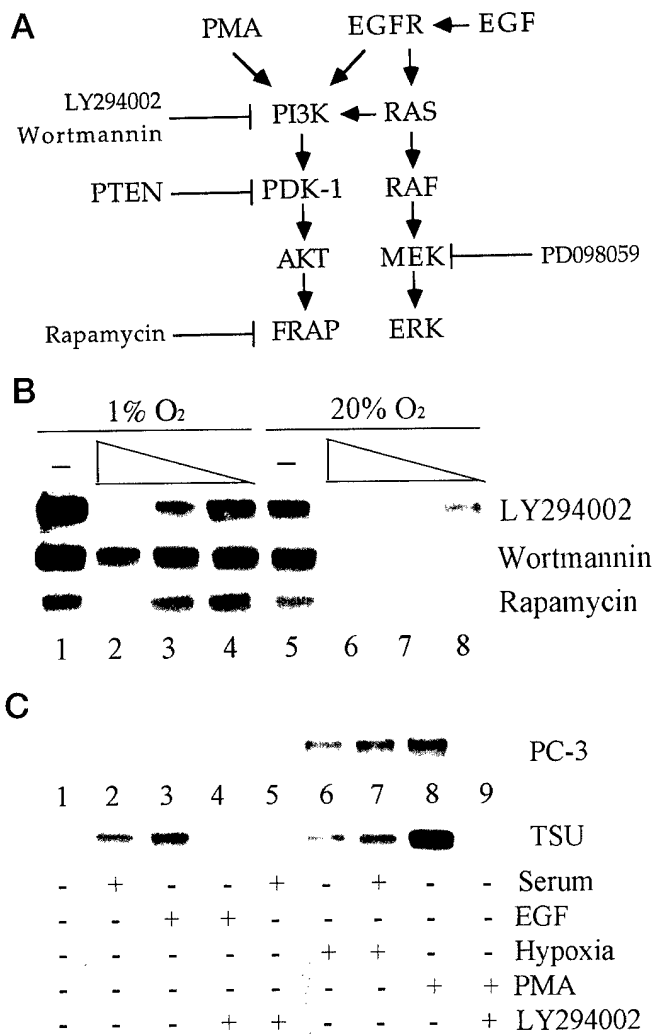 A
PMA EGFR EGF
LY294002
Wortmannin PI3K RAS
PTEN PDK-1 RAF
AKT MEK PD098059
Rapamycin FRAP ERK
B
1% O2 20% O2
– –
LY294002
Wortmannin
Rapamycin
1 2 3 4 5 6 7 8
C
PC-3
1 2 3 4 5 6 7 8 9
TSU
- + - - + - + - - Serum
- - + + - - - - - EGF
- - - - - + + - - Hypoxia
- - - - - - - + + PMA
- - - + + - - - + LY294002